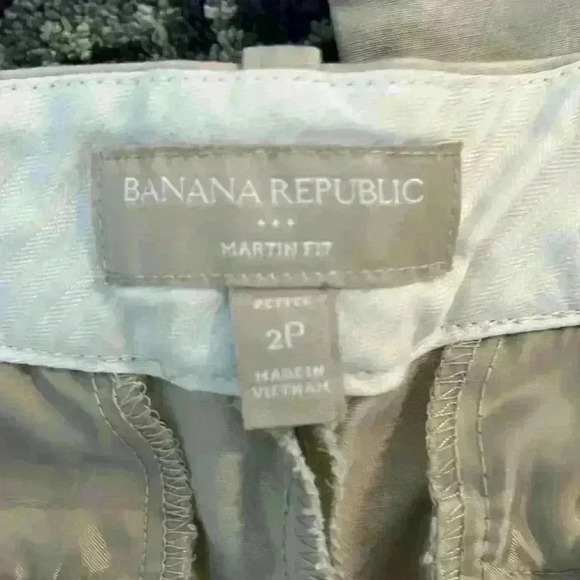 BANANA REPUBLIC
MARTIN FIT
PETITE
2P
MADE IN
VIETNAM